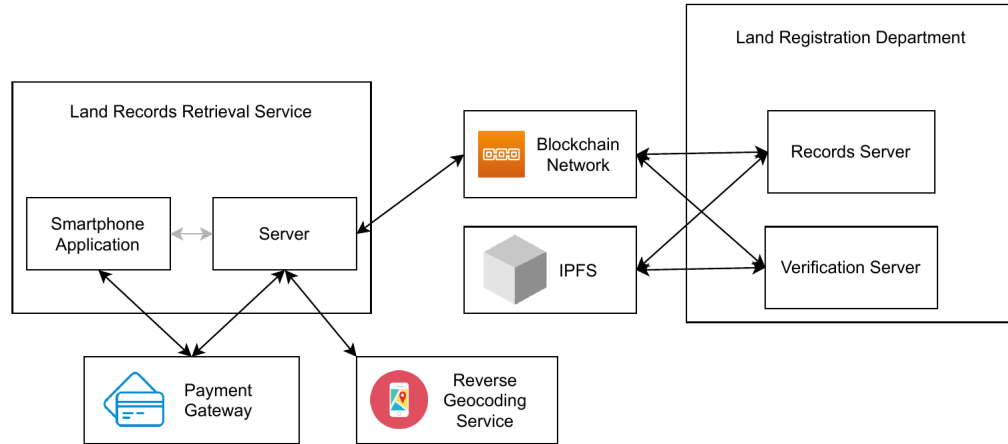 Land Registration Department
Land Records Retrieval Service
Blockchain
Network
Records Server
Smartphone
Application
Server
IPFS
Verification Server
Payment
Gateway
Reverse
Geocoding
Service